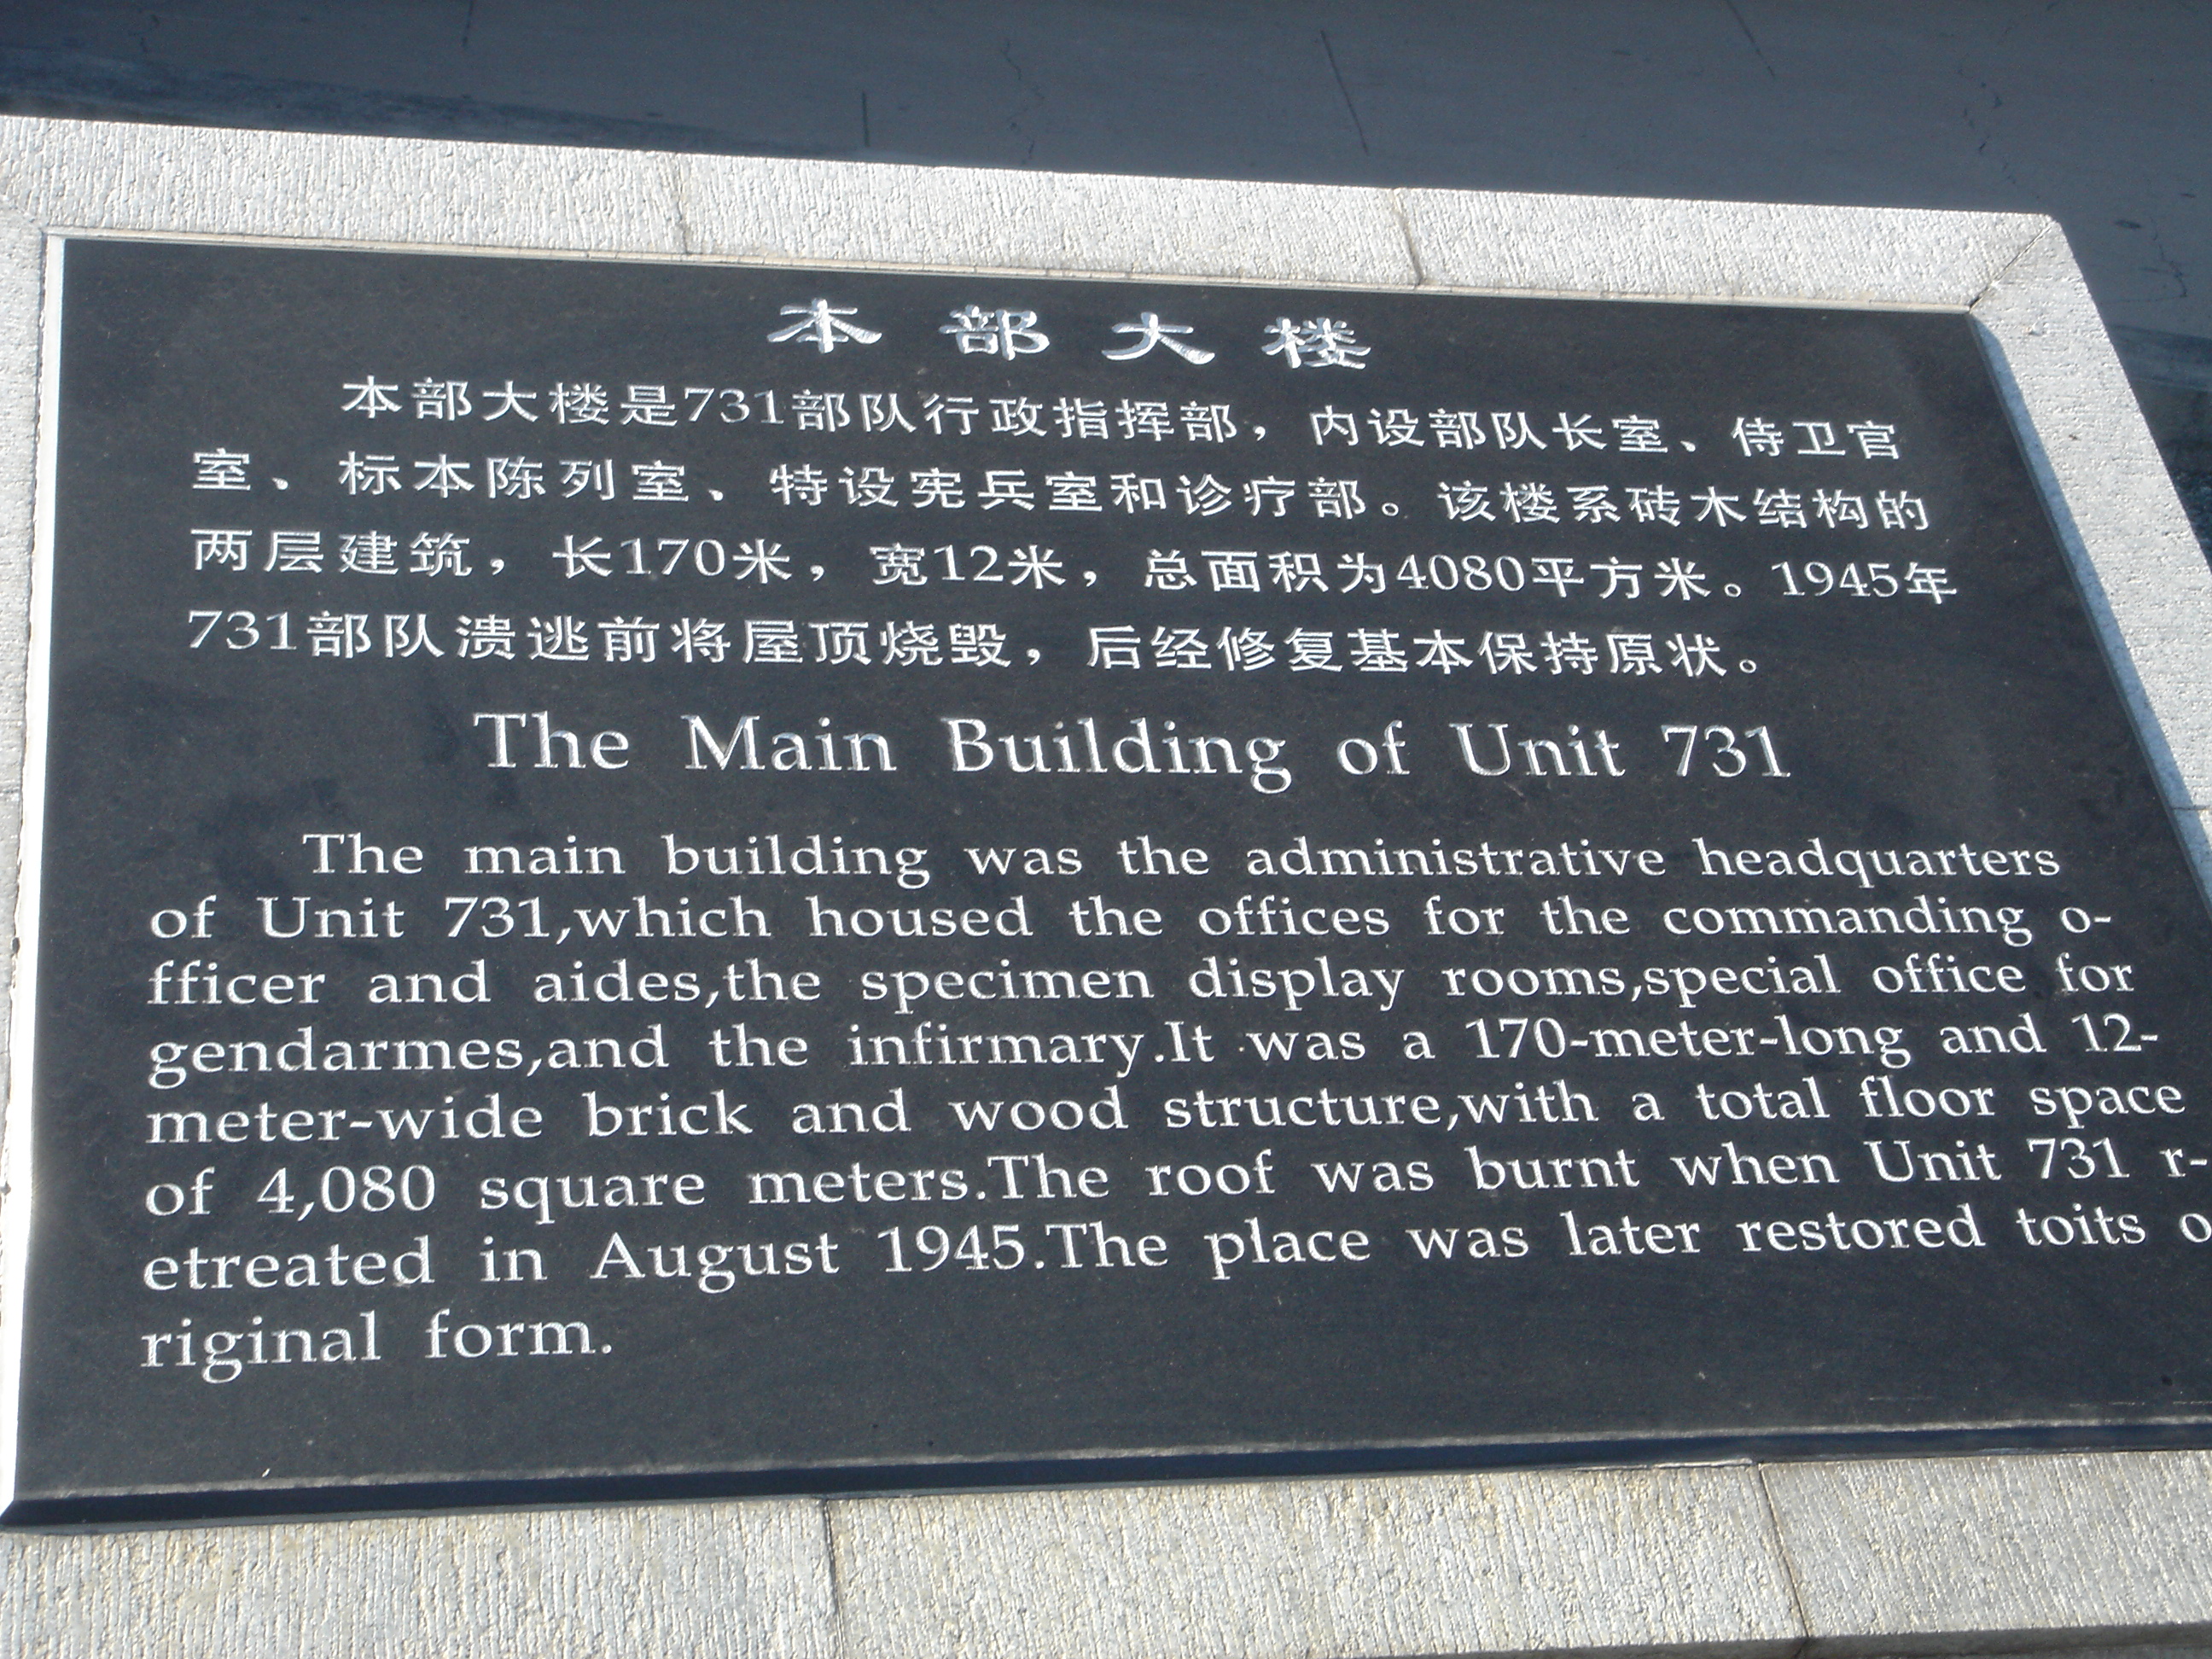 本部大楼
本部大楼是731部队行政指挥部，内设部队长室、侍卫官
室、标本陈列室、特设宪兵室和诊疗部。该楼系砖木结构的
两层建筑，长170米，宽12米，总面积为4080平方米。1945年
731部队溃逃前将屋顶烧毁，后经修复基本保持原状。
The Main Building of Unit 731
The main building was the administrative headquarters
of Unit 731,which housed the offices for the commanding o-
fficer and aides,the specimen display rooms,special office for
gendarmes,and the infirmary.It was a 170-meter-long and 12-
meter-wide brick and wood structure,with a total floor space
of 4,080 square meters.The roof was burnt when Unit 731 r-
etreated in August 1945.The place was later restored toits o
riginal form.